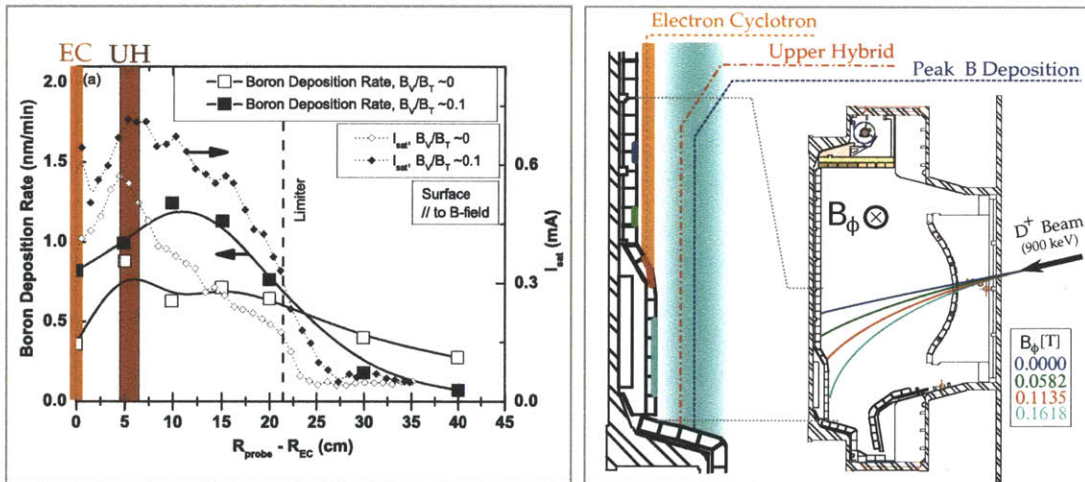 EC UH
(a)
Boron Deposition Rate, B_V/B_T ~0
Boron Deposition Rate, B_V/B_T ~0.1
I_sat, B_V/B_T ~0
I_sat, B_V/B_T ~0.1
Surface
// to B-field
Limiter
Boron Deposition Rate (nm/min)
2.0
1.5
1.0
0.5
0.0
I_sat (mA)
0.6
0.3
0.0
0 5 10 15 20 25 30 35 40 45
R_probe - R_EC (cm)
Electron Cyclotron
Upper Hybrid
Peak B Deposition
B_ϕ ⊗
D⁺ Beam
(900 keV)
B_ϕ [T]
0.0000
0.0582
0.1135
0.1618